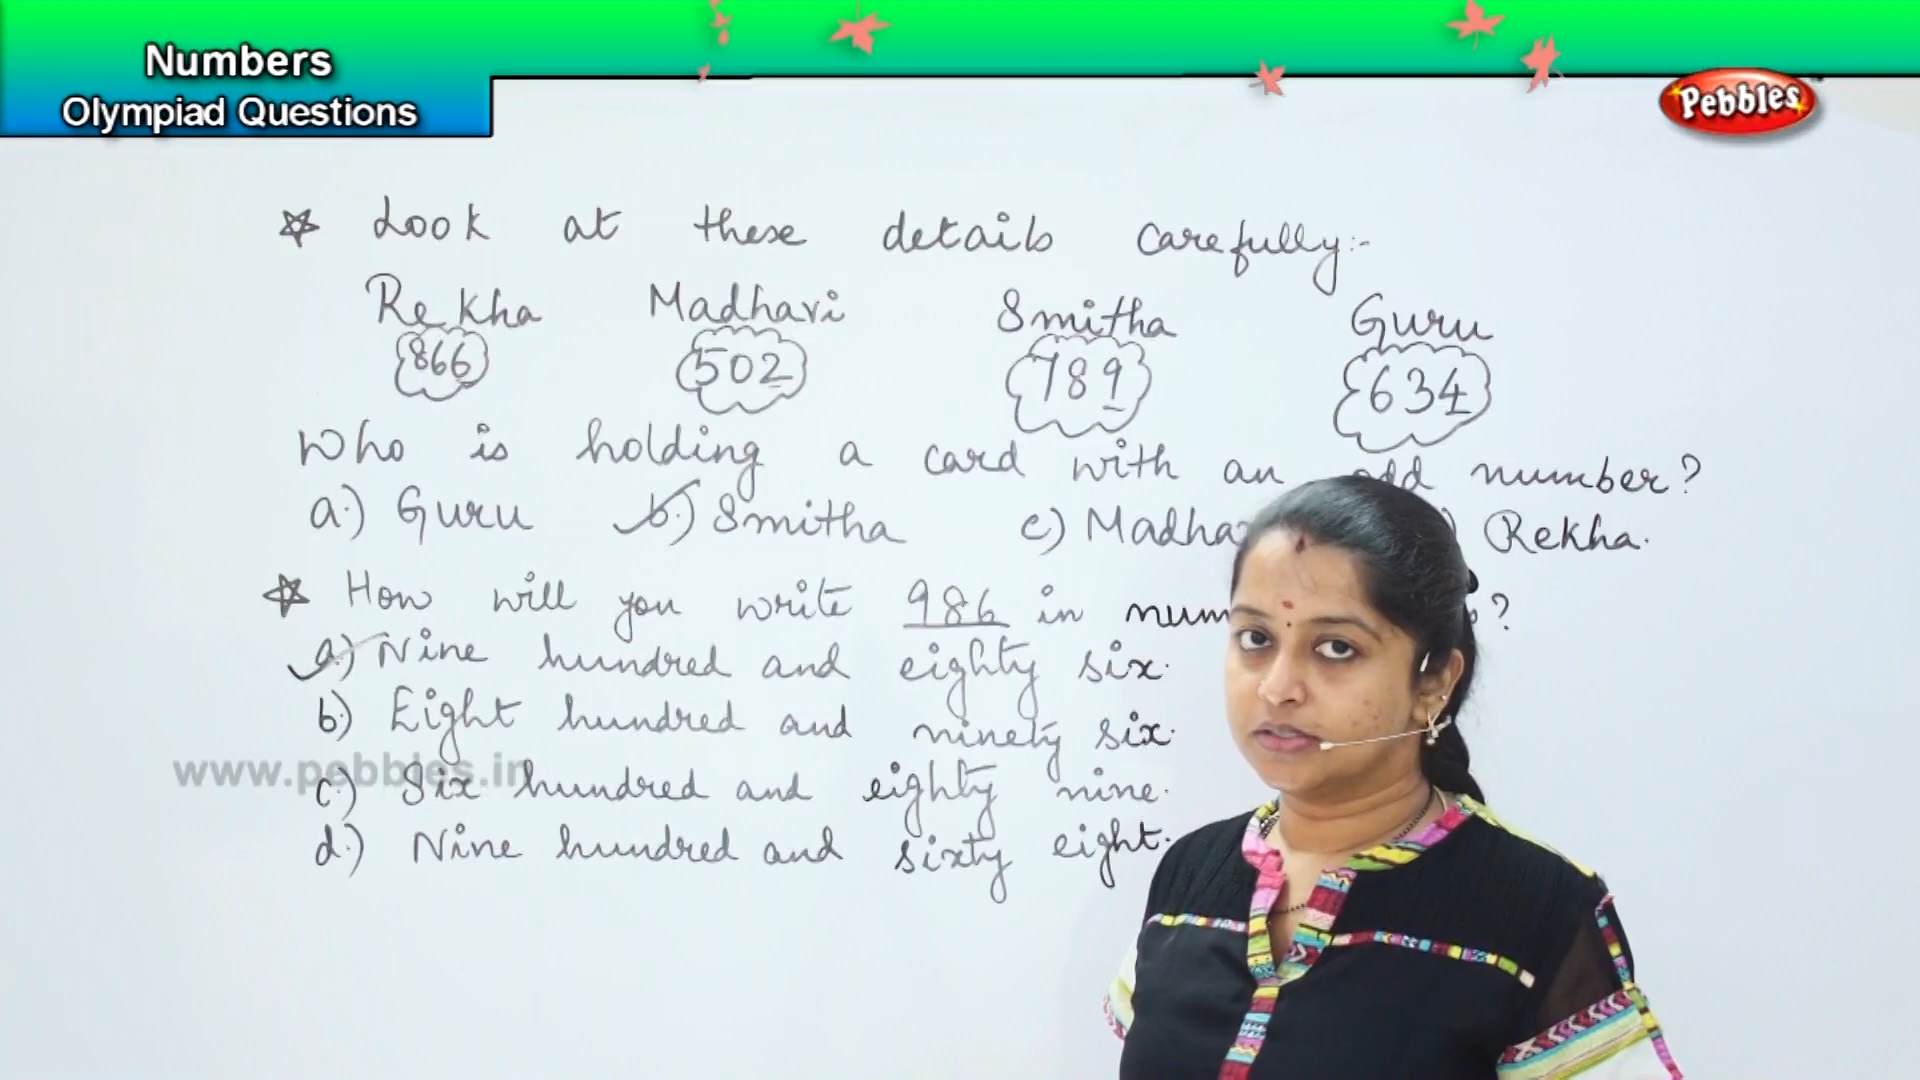 Numbers
Olympiad Questions
Pebbles
☆ Look at these details carefully:-
Rekha Madhavi Smitha Guru
866 502 789 634
Who is holding a card with an odd number?
a.) Guru b.) Smitha c) Rekha.
☆ How will you write 986 in ?
a.) Nine hundred and eighty six.
b.) Eight hundred and ninety six.
www.pebbles.in
c.) Six hundred and eighty nine.
d.) Nine hundred and sixty eight.